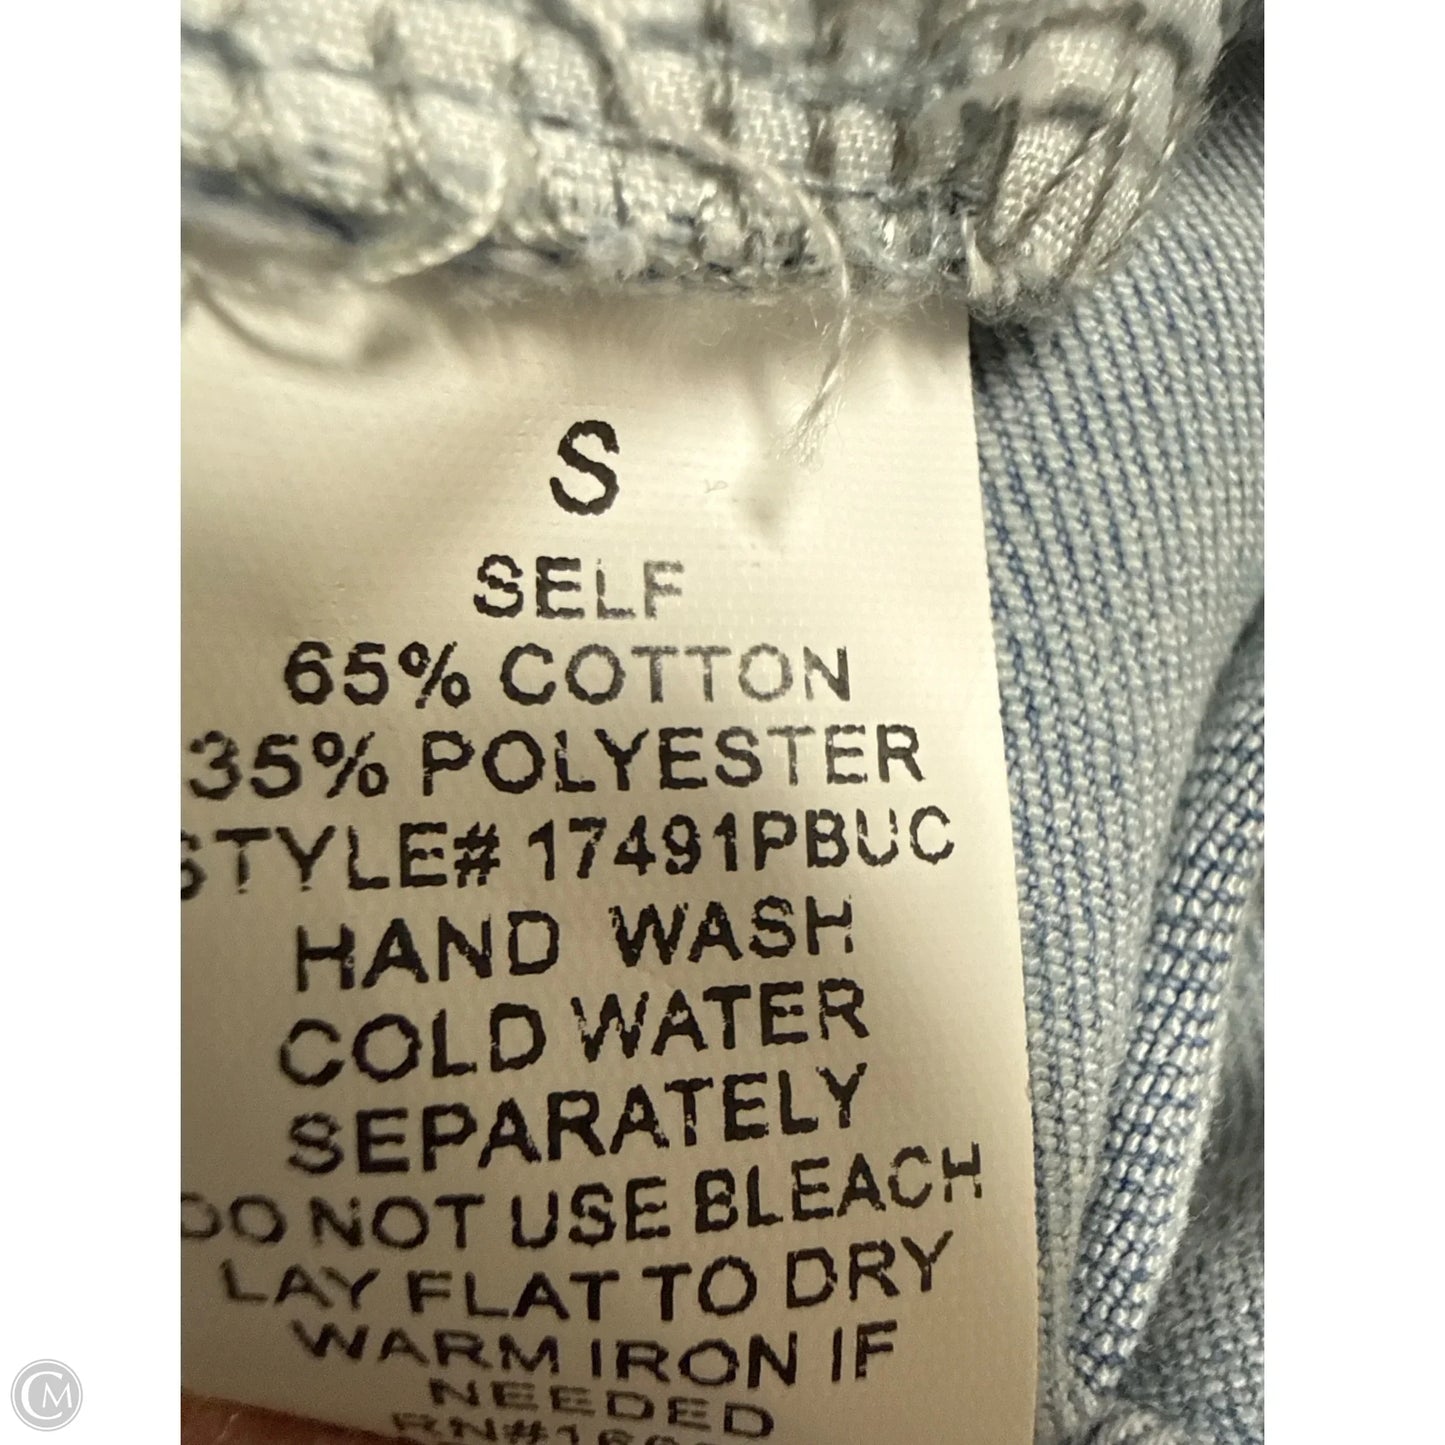 S
SELF
65% COTTON
35% POLYESTER
STYLE# 17491PBUC
HAND WASH
COLD WATER
SEPARATELY
DO NOT USE BLEACH
LAY FLAT TO DRY
WARM IRON IF
NEEDED
CM